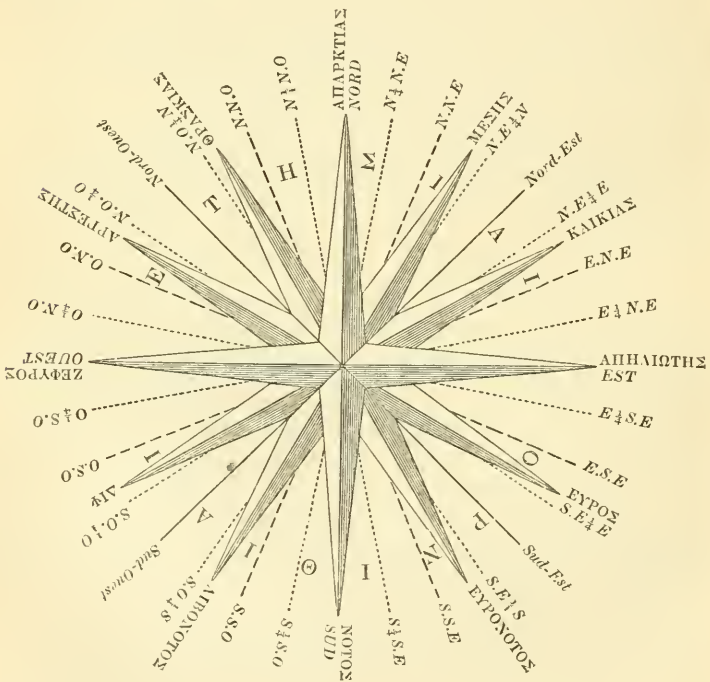 ΑΠΑΡΚΤΙΑΣ
NORD
N¼N.E
N.N.E
ΜΕΣΗΣ
N.E¼N
Nord-Est
N.E¼E
ΚΑΙΚΙΑΣ
E.N.E
E¼N.E
ΑΠΗΛΙΩΤΗΣ
EST
E¼S.E
E.S.E
ΕΥΡΟΣ
S.E¼E
Sud-Est
S.E¼S
ΕΥΡΟΝΟΤΟΣ
S.S.E
S¼S.E
ΝΟΤΟΣ
SUD
S¼S.O
S.S.O
ΛΙΒΟΝΟΤΟΣ
S.O¼S
Sud-Ouest
S.O.¼O
ΛΙΨ
O.S.O
O¼S.O
ΖΕΦΥΡΟΣ
OUEST
O¼N.O
O.N.O
ΑΡΓΕΣΤΗΣ
N.O¼O
Nord-Ouest
N.O¼N
ΘΡΑΣΚΙΑΣ
N.N.O
N¼N.O
Μ
Ι
Ι
Ο
Ζ
Ι
Θ
Ι
Ι
Ε
Η